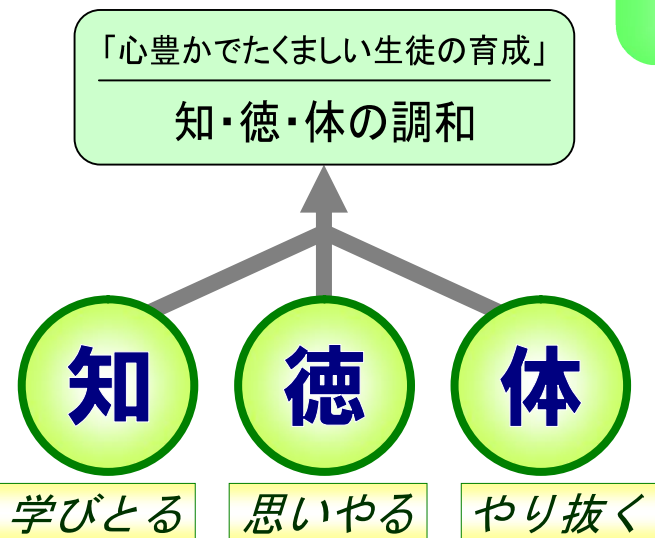 「心豊かでたくましい生徒の育成」
知・徳・体の調和
知 徳 体
学びとる 思いやる やり抜く